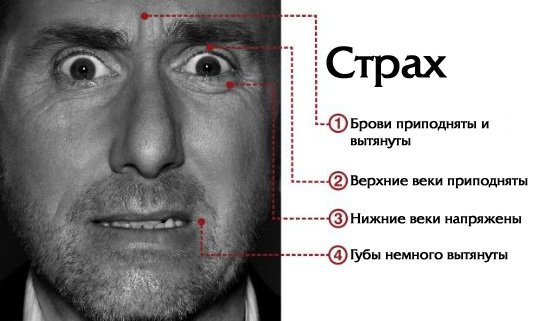 Страх
1 Брови приподняты и
вытянуты
2 Верхние веки приподняты
3 Нижние веки напряжены
4 Губы немного вытянуты